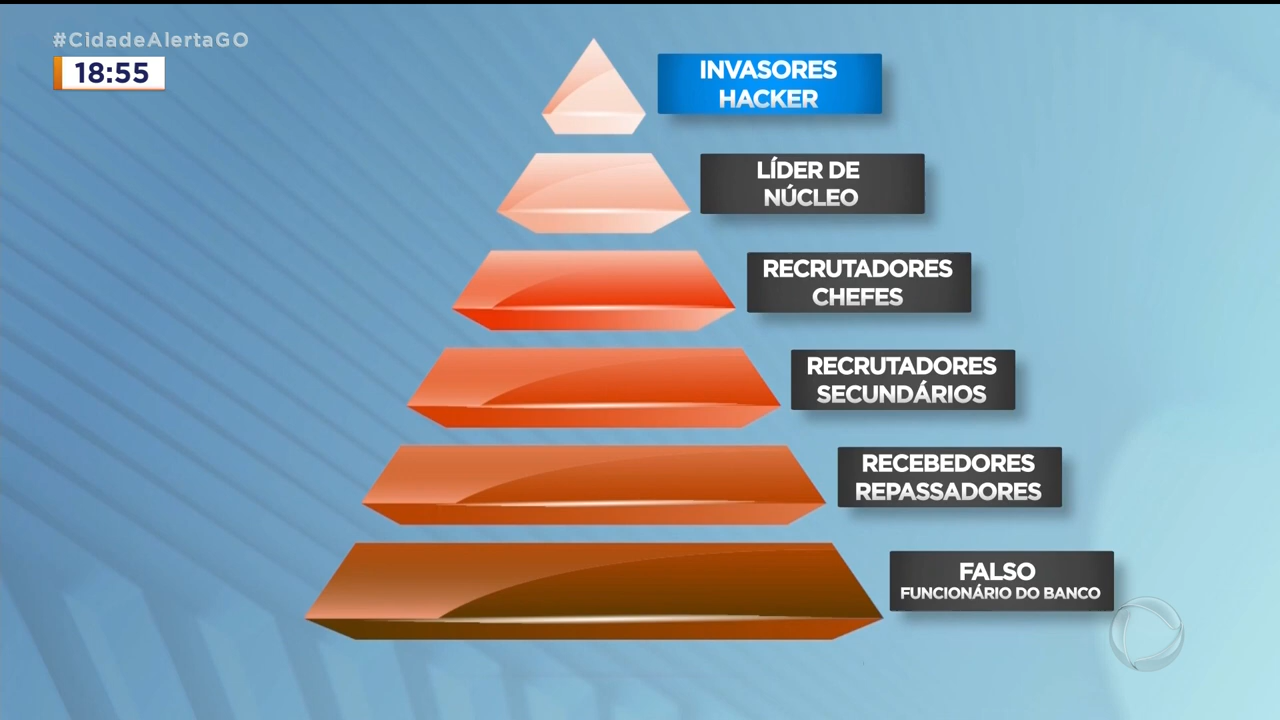 #CidadeAlertaGO
18:55
INVASORES
HACKER
LÍDER DE
NÚCLEO
RECRUTADORES
CHEFES
RECRUTADORES
SECUNDÁRIOS
RECEBEDORES
REPASSADORES
FALSO
FUNCIONÁRIO DO BANCO